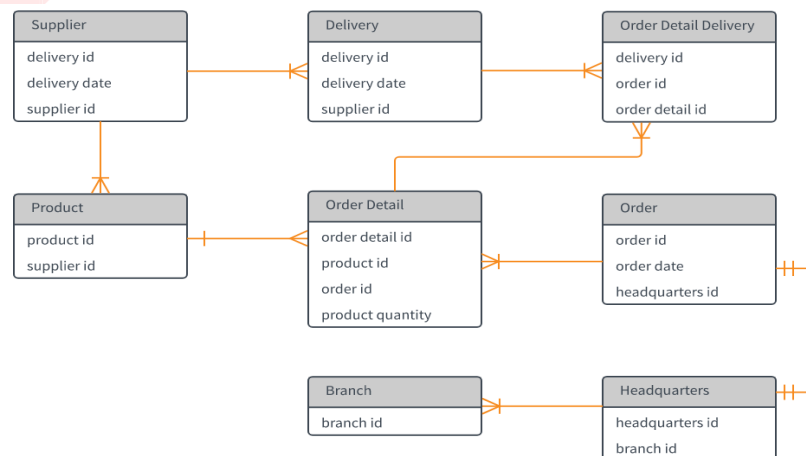 Supplier
delivery id
delivery date
supplier id
Delivery
delivery id
delivery date
supplier id
Order Detail Delivery
delivery id
order id
order detail id
Product
product id
supplier id
Order Detail
order detail id
product id
order id
product quantity
Order
order id
order date
headquarters id
Branch
branch id
Headquarters
headquarters id
branch id